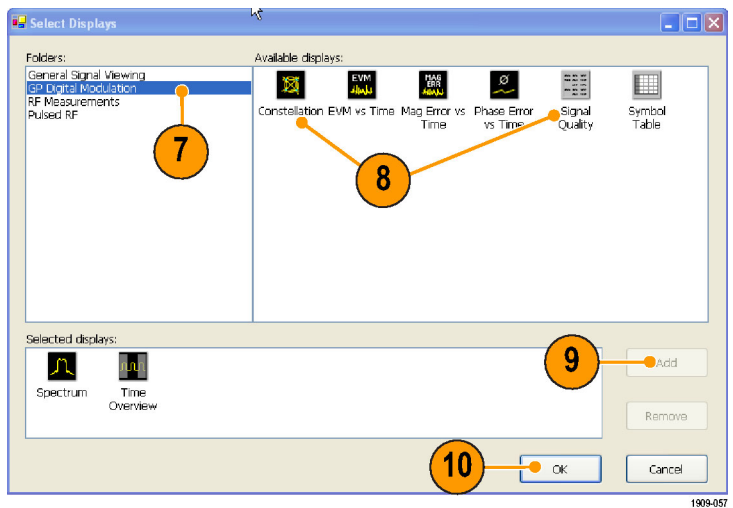 Select Displays
Folders:
Available displays:
General Signal Viewing
GP Digital Modulation
RF Measurements
Pulsed RF
7
EVM
MAG
ERR
Constellation
EVM vs Time
Mag Error vs
Time
Phase Error
vs Time
Signal
Quality
Symbol
Table
8
Selected displays:
Spectrum
Time
Overview
9
Add
Remove
10
OK
Cancel
1909-057